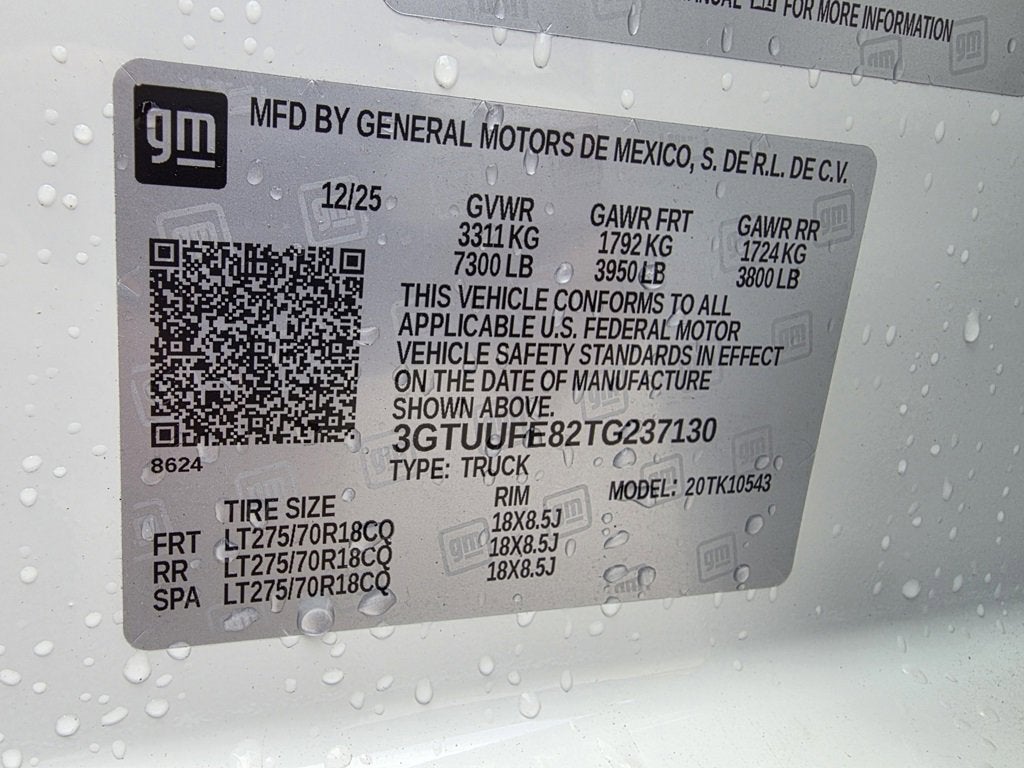 MANUAL FOR MORE INFORMATION
gm
MFD BY GENERAL MOTORS DE MEXICO, S. DE R.L. DE C.V.
12/25 GVWR GAWR FRT GAWR RR
3311 KG 1792 KG 1724 KG
7300 LB 3950 LB 3800 LB
THIS VEHICLE CONFORMS TO ALL
APPLICABLE U.S. FEDERAL MOTOR
VEHICLE SAFETY STANDARDS IN EFFECT
ON THE DATE OF MANUFACTURE
SHOWN ABOVE.
3GTUUFE82TG237130
8624
TYPE: TRUCK
TIRE SIZE RIM MODEL: 20TK10543
FRT LT275/70R18CQ 18X8.5J
RR LT275/70R18CQ 18X8.5J
SPA LT275/70R18CQ 18X8.5J